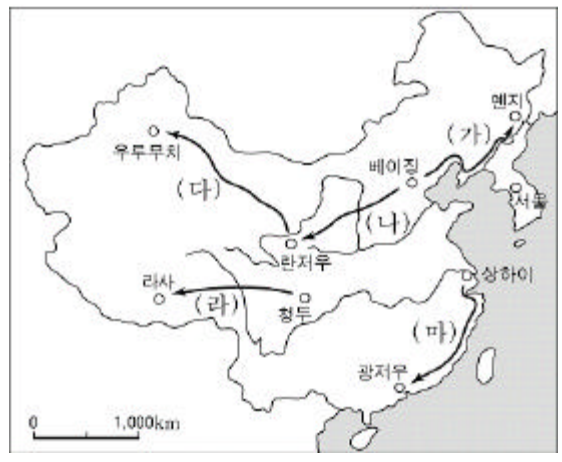 옌지
(가)
우루무치
베이징
(다)
서울
(나)
란저우
라사
상하이
(라)
청두
(마)
광저우
0 1,000km